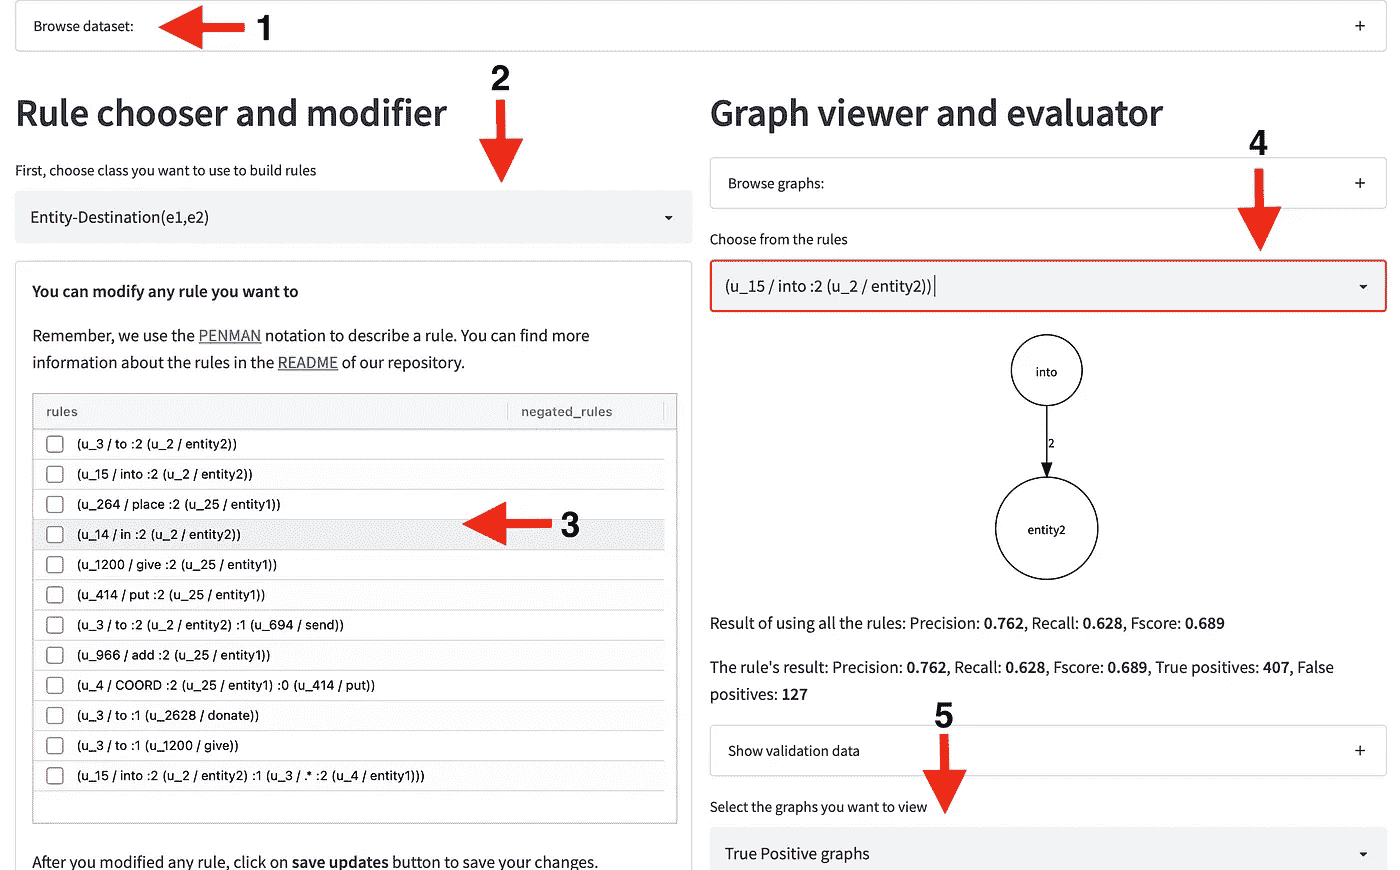 Browse dataset:
1
+
2
Rule chooser and modifier
First, choose class you want to use to build rules
Entity-Destination(e1,e2)
You can modify any rule you want to
Remember, we use the PENMAN notation to describe a rule. You can find more
information about the rules in the README of our repository.
rules negated_rules
(u_3 / to :2 (u_2 / entity2))
(u_15 / into :2 (u_2 / entity2))
(u_264 / place :2 (u_25 / entity1))
(u_14 / in :2 (u_2 / entity2))
(u_1200 / give :2 (u_25 / entity1))
(u_414 / put :2 (u_25 / entity1))
(u_3 / to :2 (u_2 / entity2) :1 (u_694 / send))
(u_966 / add :2 (u_25 / entity1))
(u_4 / COORD :2 (u_25 / entity1) :0 (u_414 / put))
(u_3 / to :1 (u_2628 / donate))
(u_3 / to :1 (u_1200 / give))
(u_15 / into :2 (u_2 / entity2) :1 (u_3 / .* :2 (u_4 / entity1)))
3
After you modified any rule, click on save updates button to save your changes.
Graph viewer and evaluator
4
Browse graphs:
+
Choose from the rules
(u_15 / into :2 (u_2 / entity2))
into
2
entity2
Result of using all the rules: Precision: 0.762, Recall: 0.628, Fscore: 0.689
The rule's result: Precision: 0.762, Recall: 0.628, Fscore: 0.689, True positives: 407, False
positives: 127
5
Show validation data
+
Select the graphs you want to view
True Positive graphs